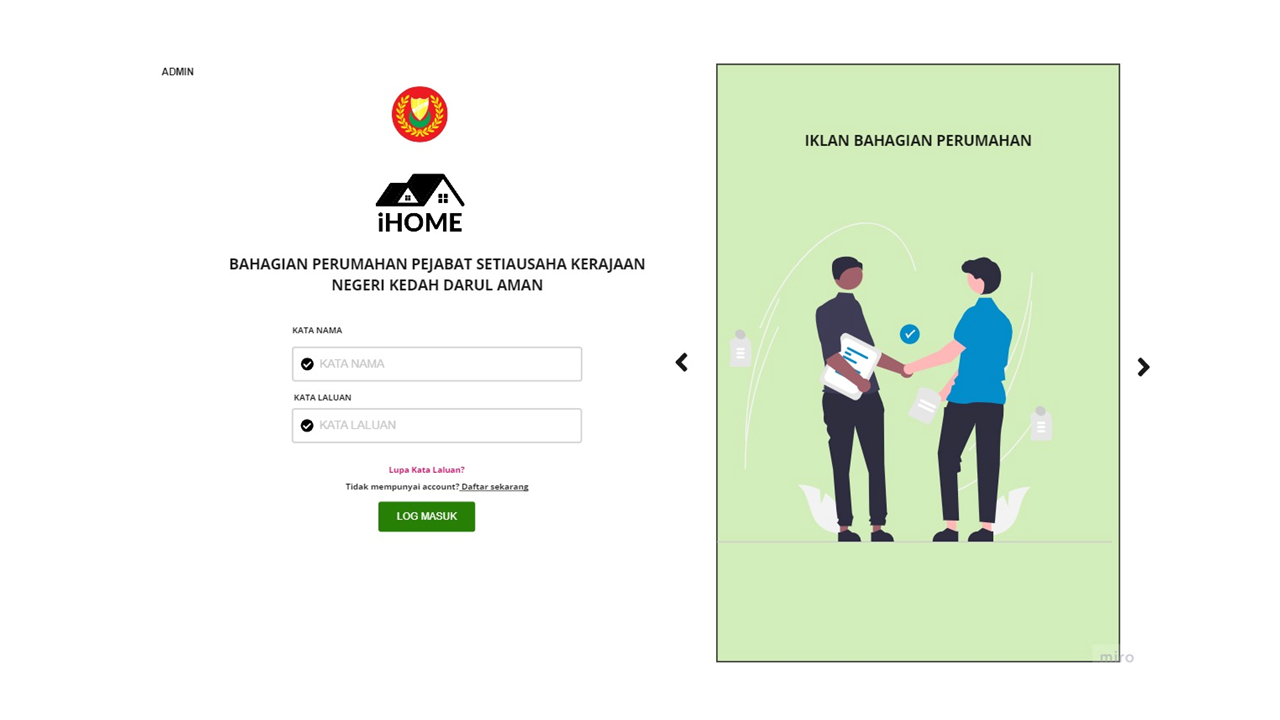 ADMIN
iHOME
BAHAGIAN PERUMAHAN PEJABAT SETIAUSAHA KERAJAAN
NEGERI KEDAH DARUL AMAN
KATA NAMA
KATA NAMA
KATA LALUAN
KATA LALUAN
Lupa Kata Laluan?
Tidak mempunyai account? Daftar sekarang
LOG MASUK
IKLAN BAHAGIAN PERUMAHAN
miro